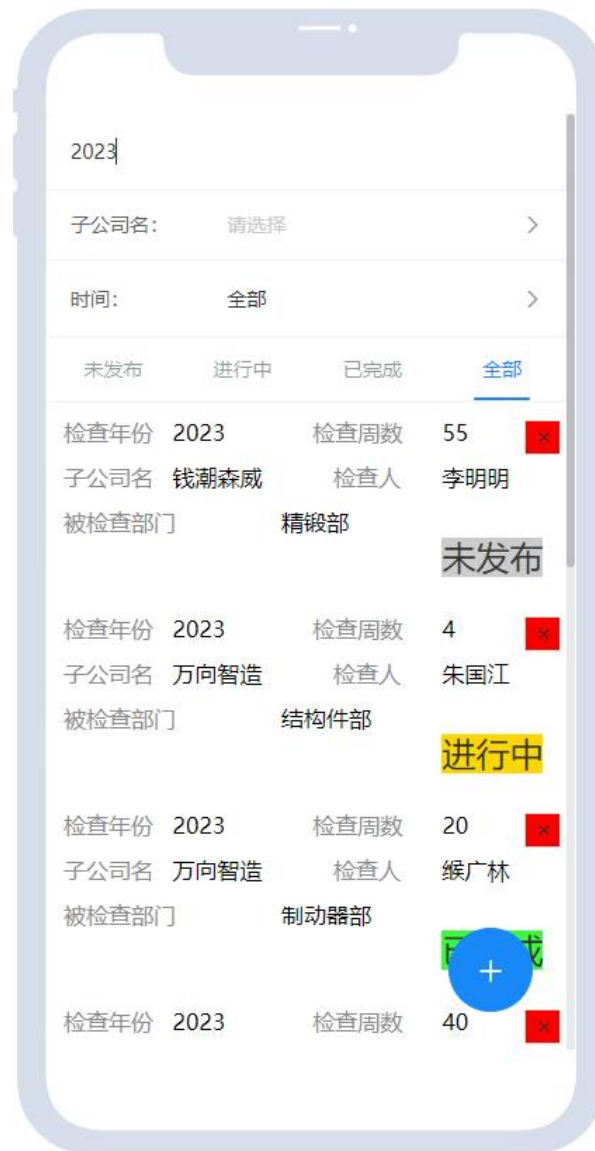 2023
子公司名： 请选择
时间： 全部
未发布 进行中 已完成 全部
检查年份 2023 检查周数 55 ×
子公司名 钱潮森威 检查人 李明明
被检查部门 精锻部
未发布
检查年份 2023 检查周数 4 ×
子公司名 万向智造 检查人 朱国江
被检查部门 结构件部
进行中
检查年份 2023 检查周数 20 ×
子公司名 万向智造 检查人 缑广林
被检查部门 制动器部
+
检查年份 2023 检查周数 40 ×